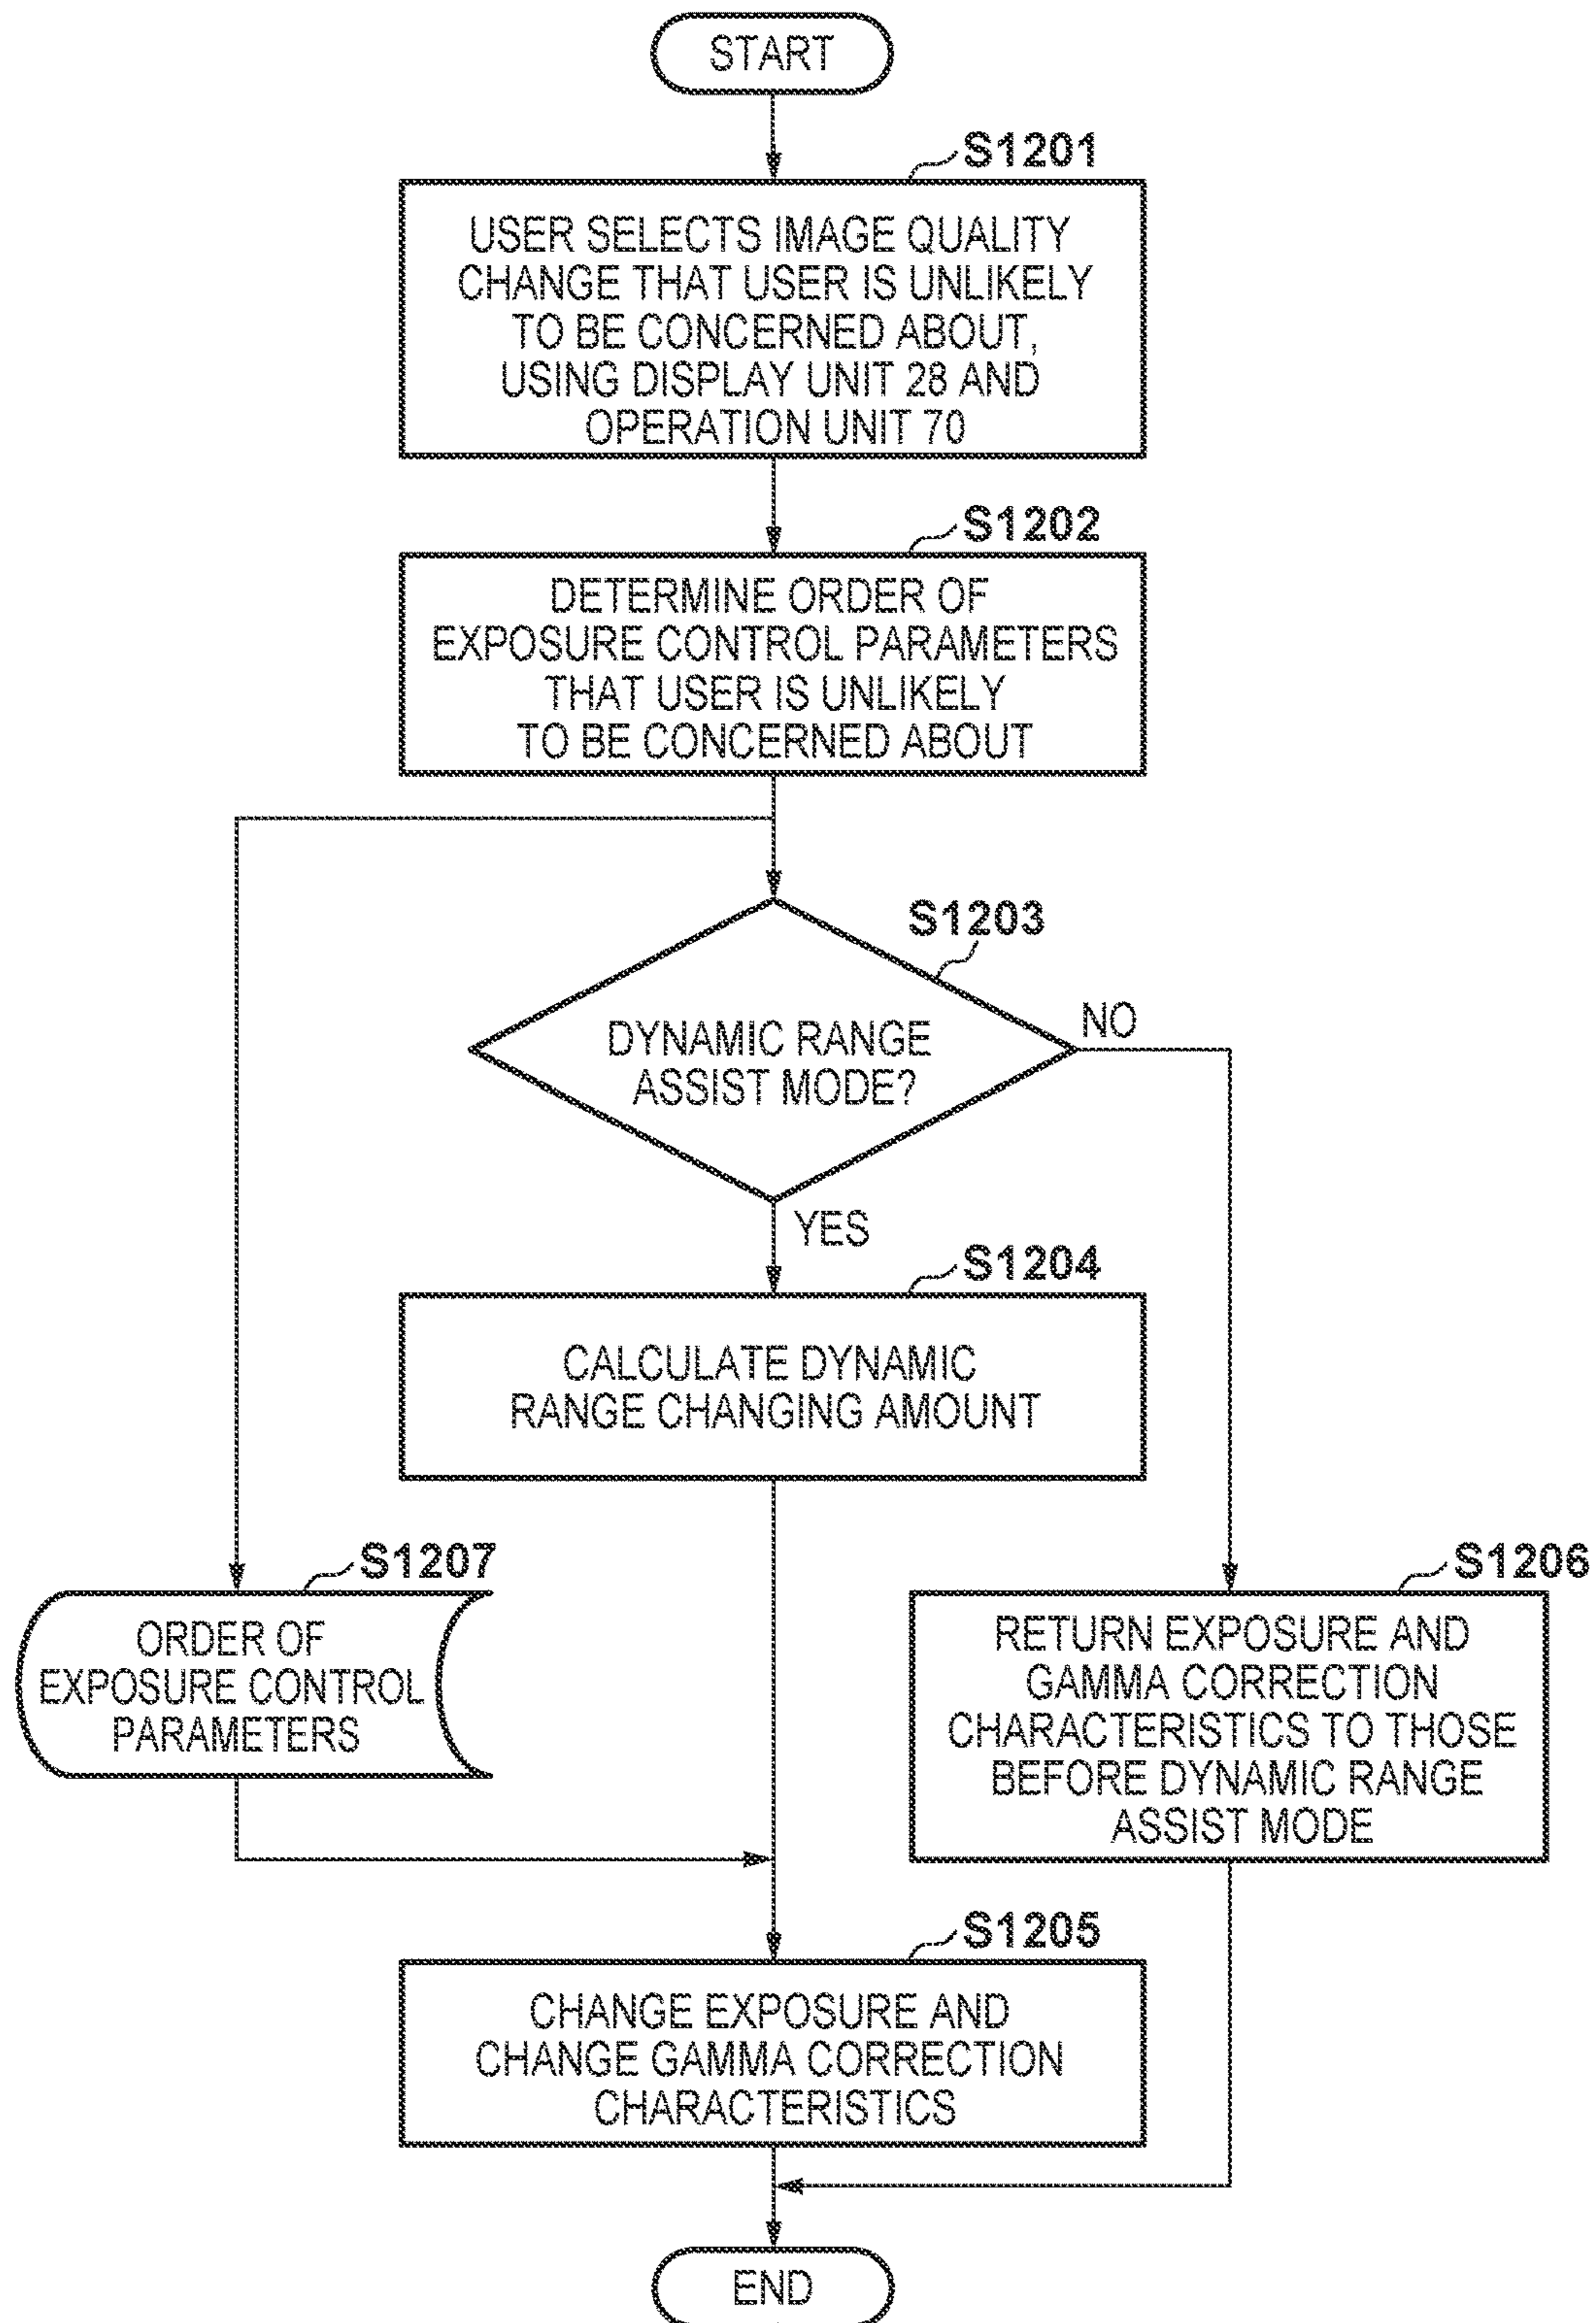 START
S1201
USER SELECTS IMAGE QUALITY
CHANGE THAT USER IS UNLIKELY
TO BE CONCERNED ABOUT,
USING DISPLAY UNIT 28 AND
OPERATION UNIT 70
S1202
DETERMINE ORDER OF
EXPOSURE CONTROL PARAMETERS
THAT USER IS UNLIKELY
TO BE CONCERNED ABOUT
S1203
DYNAMIC RANGE
ASSIST MODE?
NO
YES
S1204
CALCULATE DYNAMIC
RANGE CHANGING AMOUNT
S1207
ORDER OF
EXPOSURE CONTROL
PARAMETERS
S1206
RETURN EXPOSURE AND
GAMMA CORRECTION
CHARACTERISTICS TO THOSE
BEFORE DYNAMIC RANGE
ASSIST MODE
S1205
CHANGE EXPOSURE AND
CHANGE GAMMA CORRECTION
CHARACTERISTICS
END